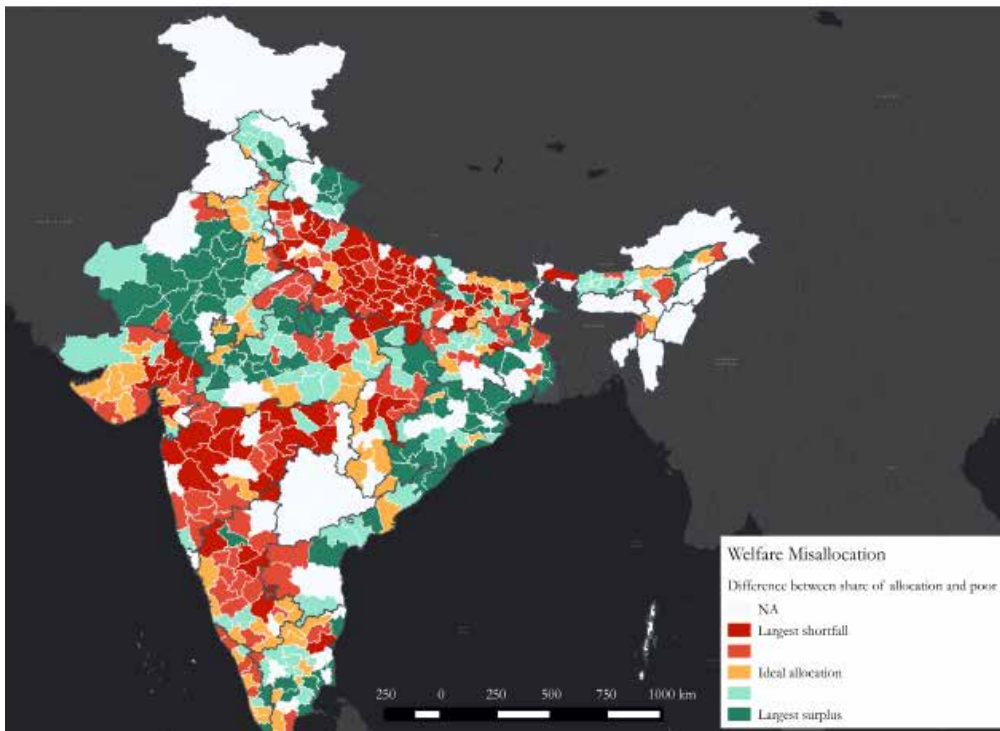 Welfare Misallocation
Difference between share of allocation and poor
NA
Largest shortfall
Ideal allocation
Largest surplus
250 0 250 500 750 1000 km